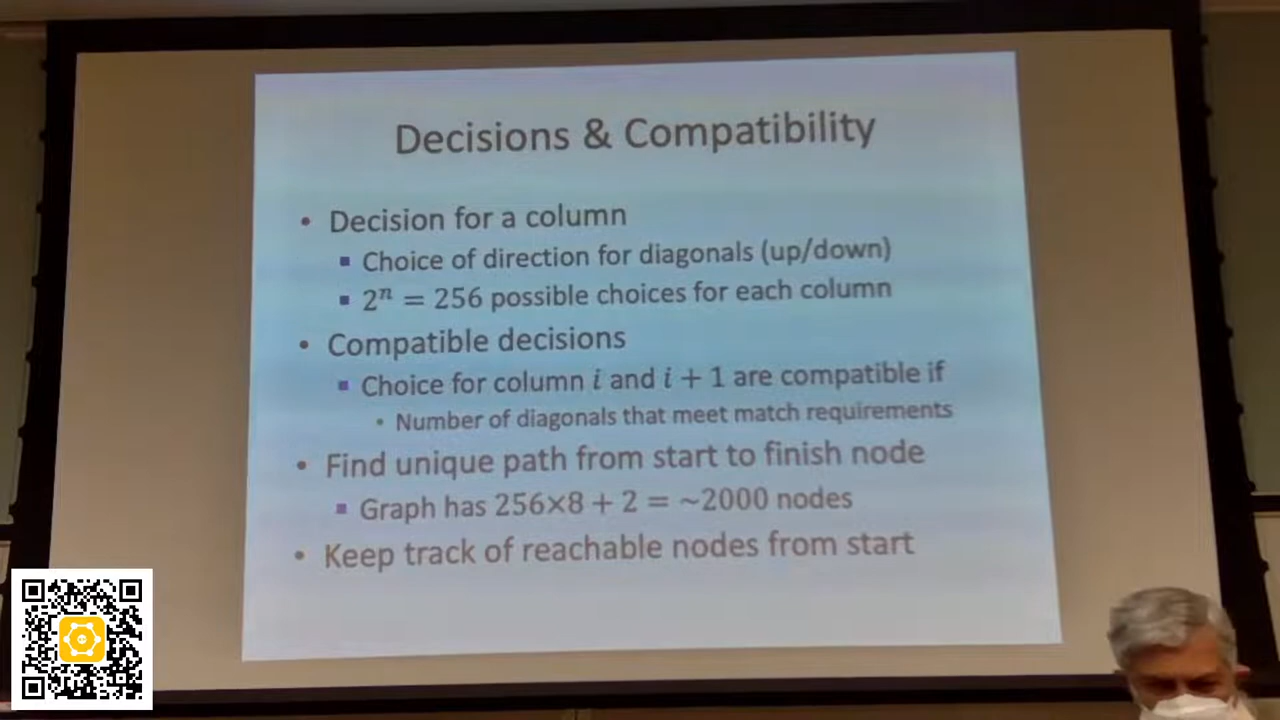 Decisions & Compatibility
• Decision for a column
▪ Choice of direction for diagonals (up/down)
▪ 2ⁿ = 256 possible choices for each column
• Compatible decisions
▪ Choice for column i and i + 1 are compatible if
• Number of diagonals that meet match requirements
• Find unique path from start to finish node
▪ Graph has 256×8 + 2 = ~2000 nodes
• Keep track of reachable nodes from start